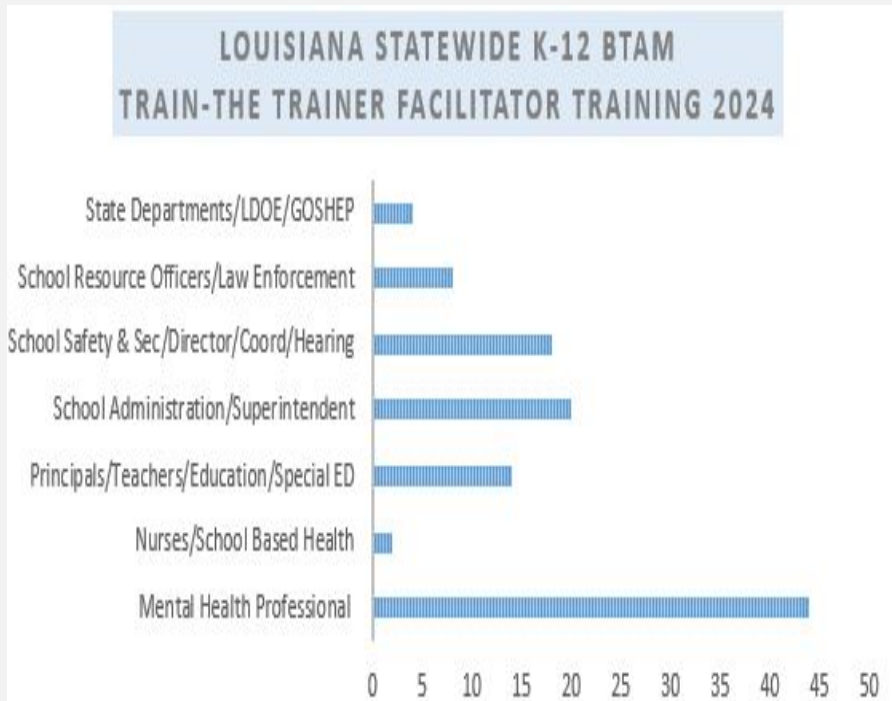 LOUISIANA STATEWIDE K-12 BTAM
TRAIN-THE TRAINER FACILITATOR TRAINING 2024
State Departments/LDOE/GOSHEP
School Resource Officers/Law Enforcement
School Safety & Sec/Director/Coord/Hearing
School Administration/Superintendent
Principals/Teachers/Education/Special ED
Nurses/School Based Health
Mental Health Professional
0 5 10 15 20 25 30 35 40 45 50